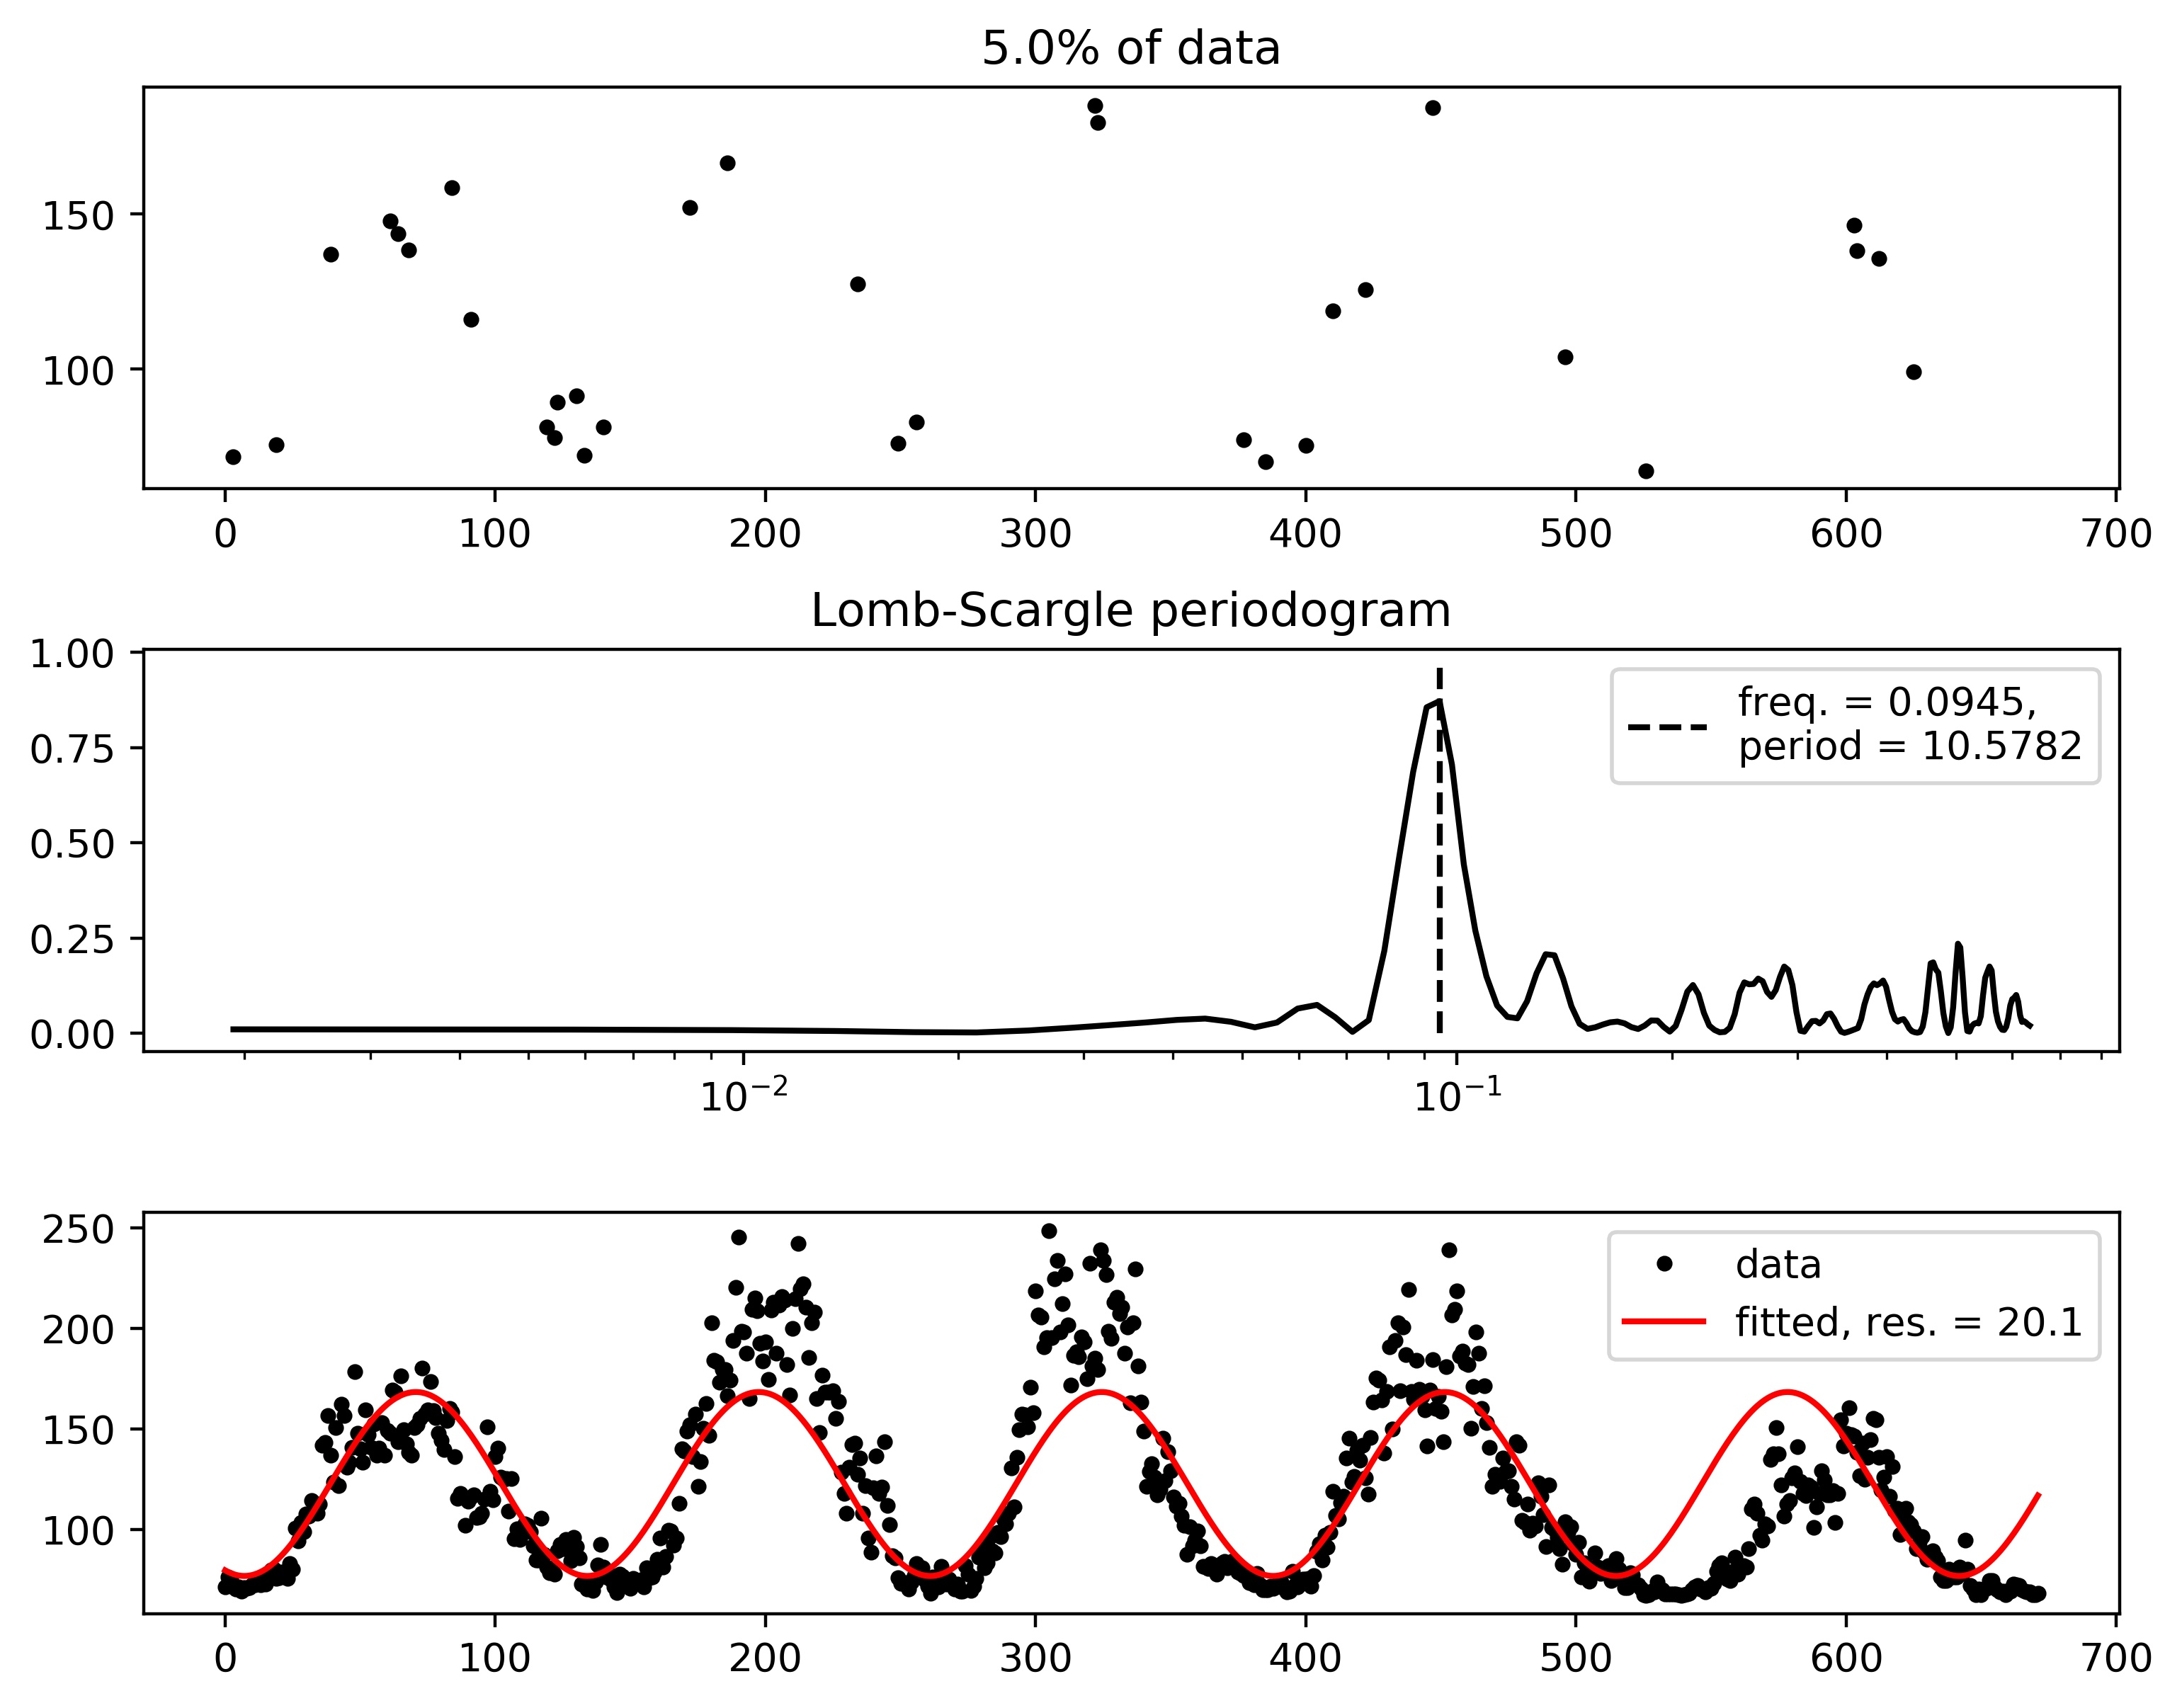 5.0% of data
150
100
0 100 200 300 400 500 600 700
Lomb-Scargle periodogram
1.00
0.75
0.50
0.25
0.00
freq. = 0.0945,
period = 10.5782
10⁻² 10⁻¹
250
200
150
100
data
fitted, res. = 20.1
0 100 200 300 400 500 600 700